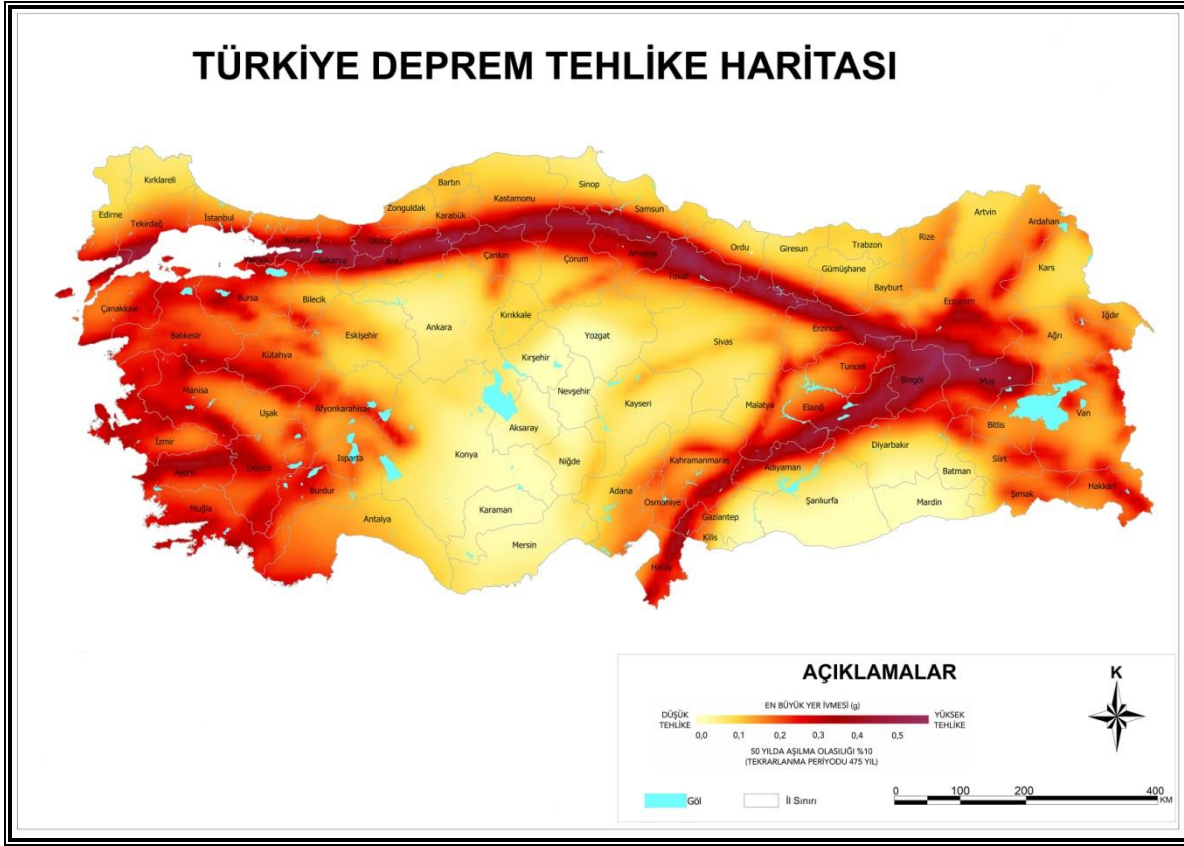 TÜRKİYE DEPREM TEHLİKE HARİTASI
Kırklareli
Edirne
Tekirdağ
İstanbul
Kocaeli
Yalova
Sakarya
Düzce
Bolu
Zonguldak
Bartın
Karabük
Kastamonu
Sinop
Samsun
Çankırı
Çorum
Amasya
Tokat
Ordu
Giresun
Trabzon
Rize
Artvin
Ardahan
Kars
Gümüşhane
Bayburt
Erzurum
Erzincan
Iğdır
Ağrı
Çanakkale
Bursa
Bilecik
Balıkesir
Kütahya
Eskişehir
Ankara
Kırıkkale
Yozgat
Kırşehir
Sivas
Tunceli
Bingöl
Muş
Manisa
Uşak
Afyonkarahisar
Nevşehir
Kayseri
Malatya
Elazığ
Bitlis
Van
İzmir
Aydın
Denizli
Isparta
Burdur
Konya
Aksaray
Niğde
Kahramanmaraş
Adıyaman
Diyarbakır
Batman
Siirt
Muğla
Antalya
Karaman
Mersin
Adana
Osmaniye
Gaziantep
Kilis
Hatay
Şanlıurfa
Mardin
Şırnak
Hakkari
AÇIKLAMALAR
K
EN BÜYÜK YER İVMESİ (g)
DÜŞÜK
TEHLİKE
YÜKSEK
TEHLİKE
0,0 0,1 0,2 0,3 0,4 0,5
50 YILDA AŞILMA OLASILIĞI %10
(TEKRARLANMA PERİYODU 475 YIL)
Göl
İl Sınırı
0 100 200 400
KM